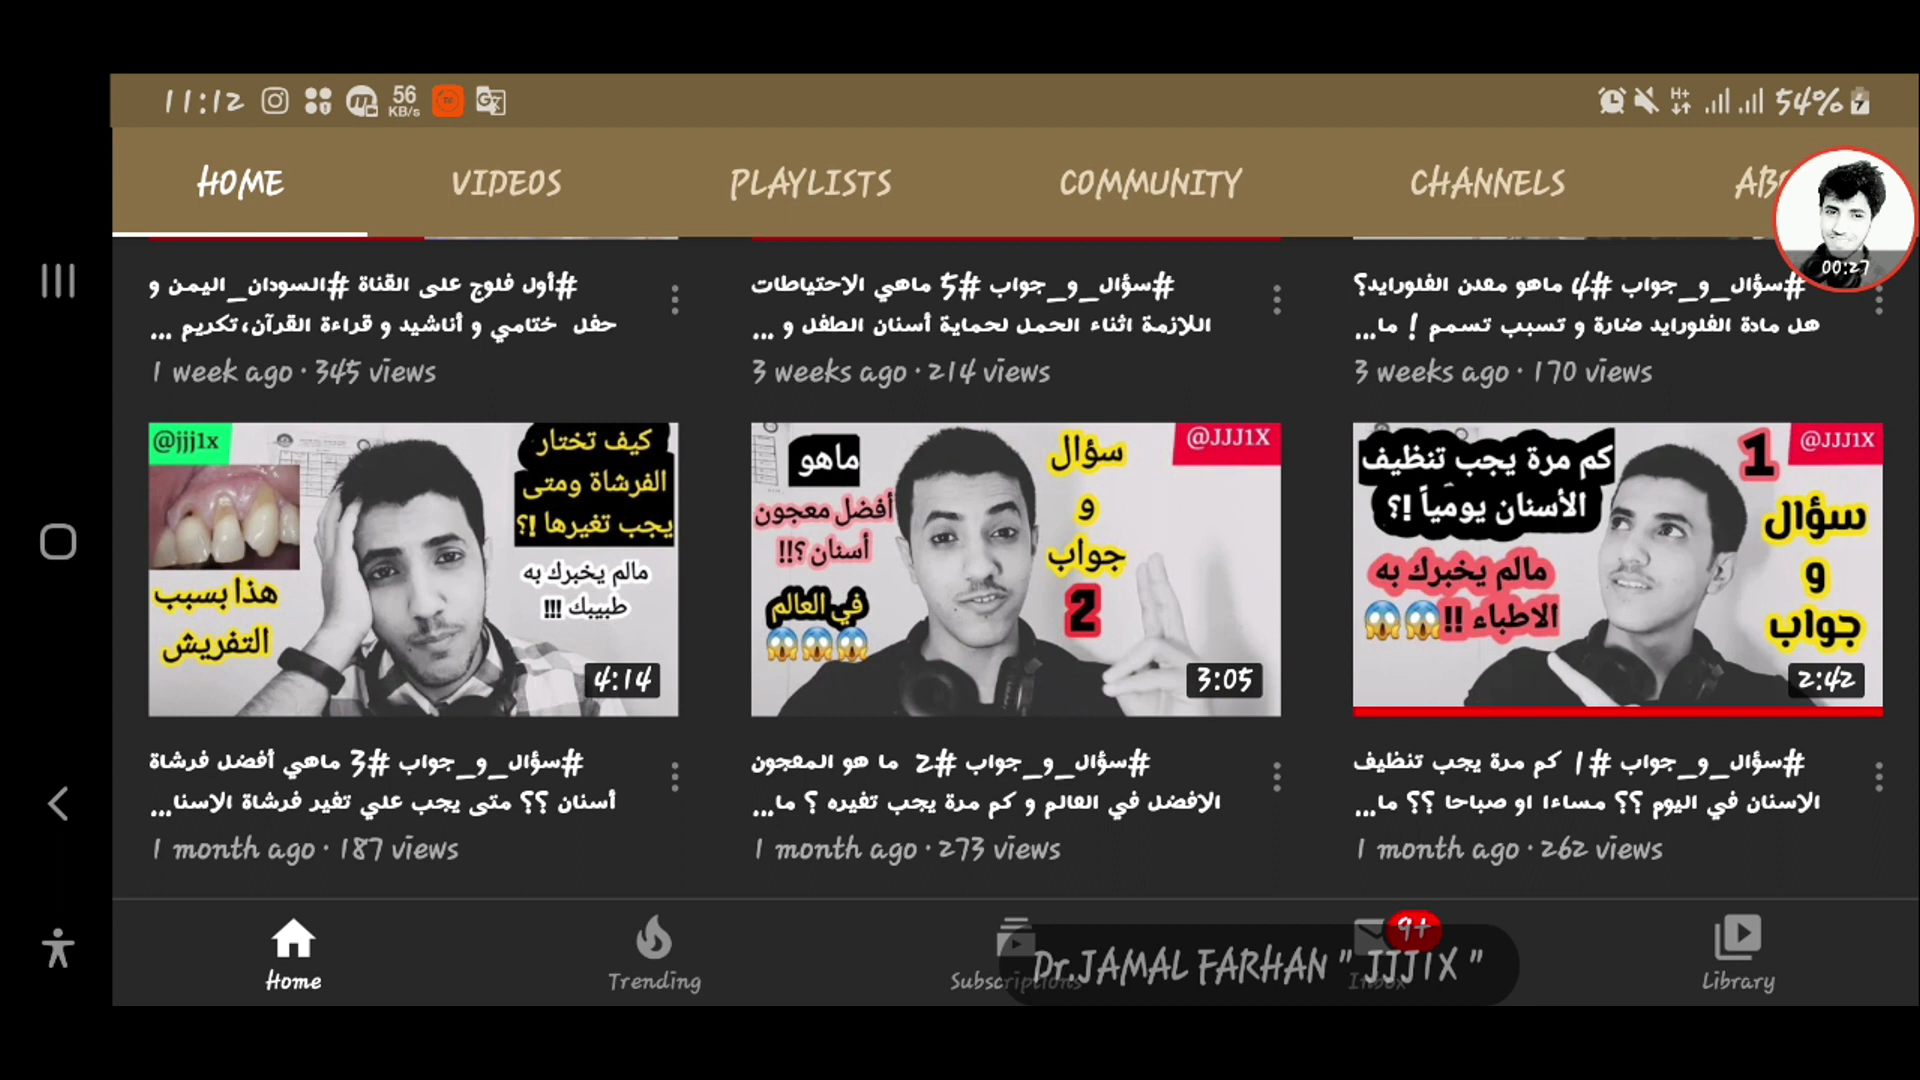 11:12 56 KB/s H+ 54%
HOME VIDEOS PLAYLISTS COMMUNITY CHANNELS
00:27
#أول فلوج على القناة #السودان_اليمن و
حفل ختامي و أناشيد و قراءة القرآن،تكريم ...
1 week ago · 345 views
#سؤال_و_جواب #5 ماهي الاحتياطات
اللازمة اثناء الحمل لحماية أسنان الطفل و ...
3 weeks ago · 214 views
#سؤال_و_جواب #4 ماهو معدن الفلورايد؟
هل مادة الفلورايد ضارة و تسبب تسمم ! ما...
3 weeks ago · 170 views
@jjj1x
كيف تختار
الفرشاة ومتى
يجب تغيرها !؟
مالم يخبرك به
طبيبك !!!
هذا بسبب
التفريش
4:14
#سؤال_و_جواب #3 ماهي أفضل فرشاة
أسنان ؟؟ متى يجب علي تغير فرشاة الاسنا...
1 month ago · 187 views
@JJJ1X
ماهو
أفضل معجون
أسنان ؟!!
في العالم
سؤال
و
جواب
2
3:05
#سؤال_و_جواب #2 ما هو المعجون
الافضل في العالم و كم مرة يجب تغيره ؟ ما...
1 month ago · 273 views
@JJJ1X
كم مرة يجب تنظيف
الأسنان يومياً !؟
مالم يخبرك به
الاطباء !!
1
سؤال
و
جواب
2:42
#سؤال_و_جواب #1 كم مرة يجب تنظيف
الاسنان في اليوم ؟؟ مساءا او صباحا ؟؟ ما...
1 month ago · 262 views
9+
Home Trending Subscriptions Inbox Library
Dr.JAMAL FARHAN " JJJ1X "